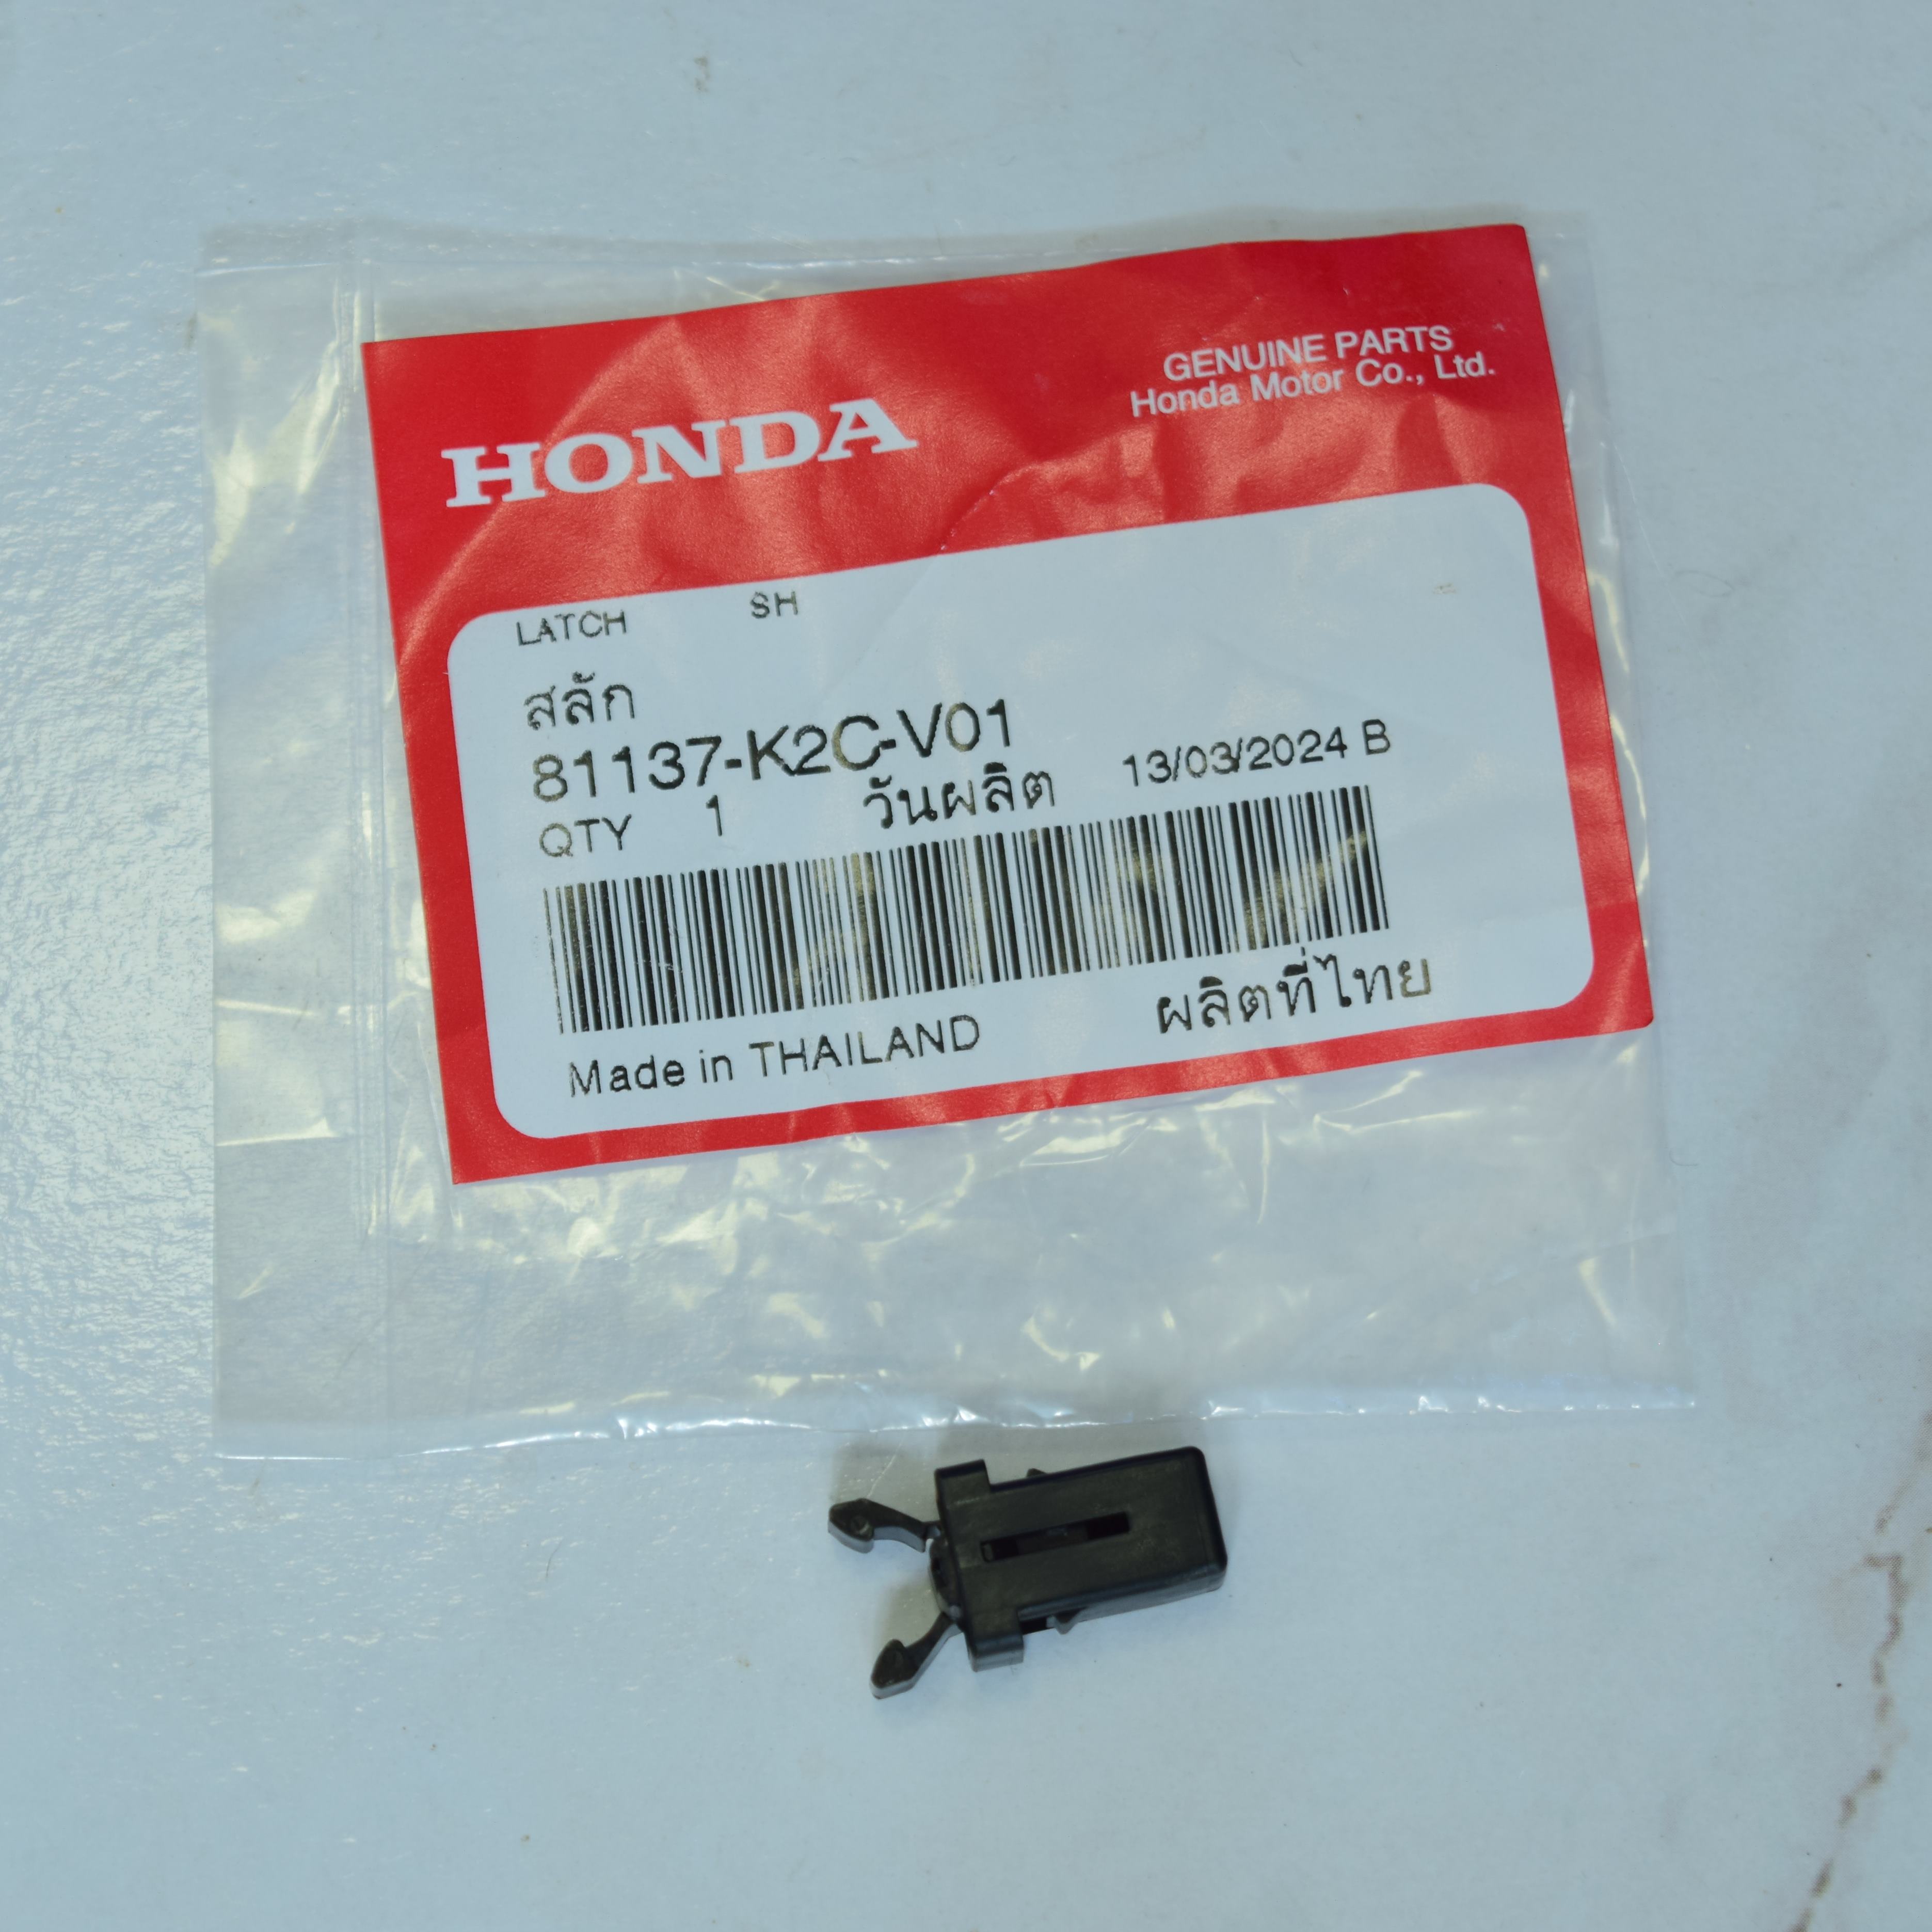 HONDA
GENUINE PARTS
Honda Motor Co., Ltd.
LATCH SH
สลัก
81137-K2C-V01
QTY 1 วันผลิต 13/03/2024 B
Made in THAILAND ผลิตที่ไทย